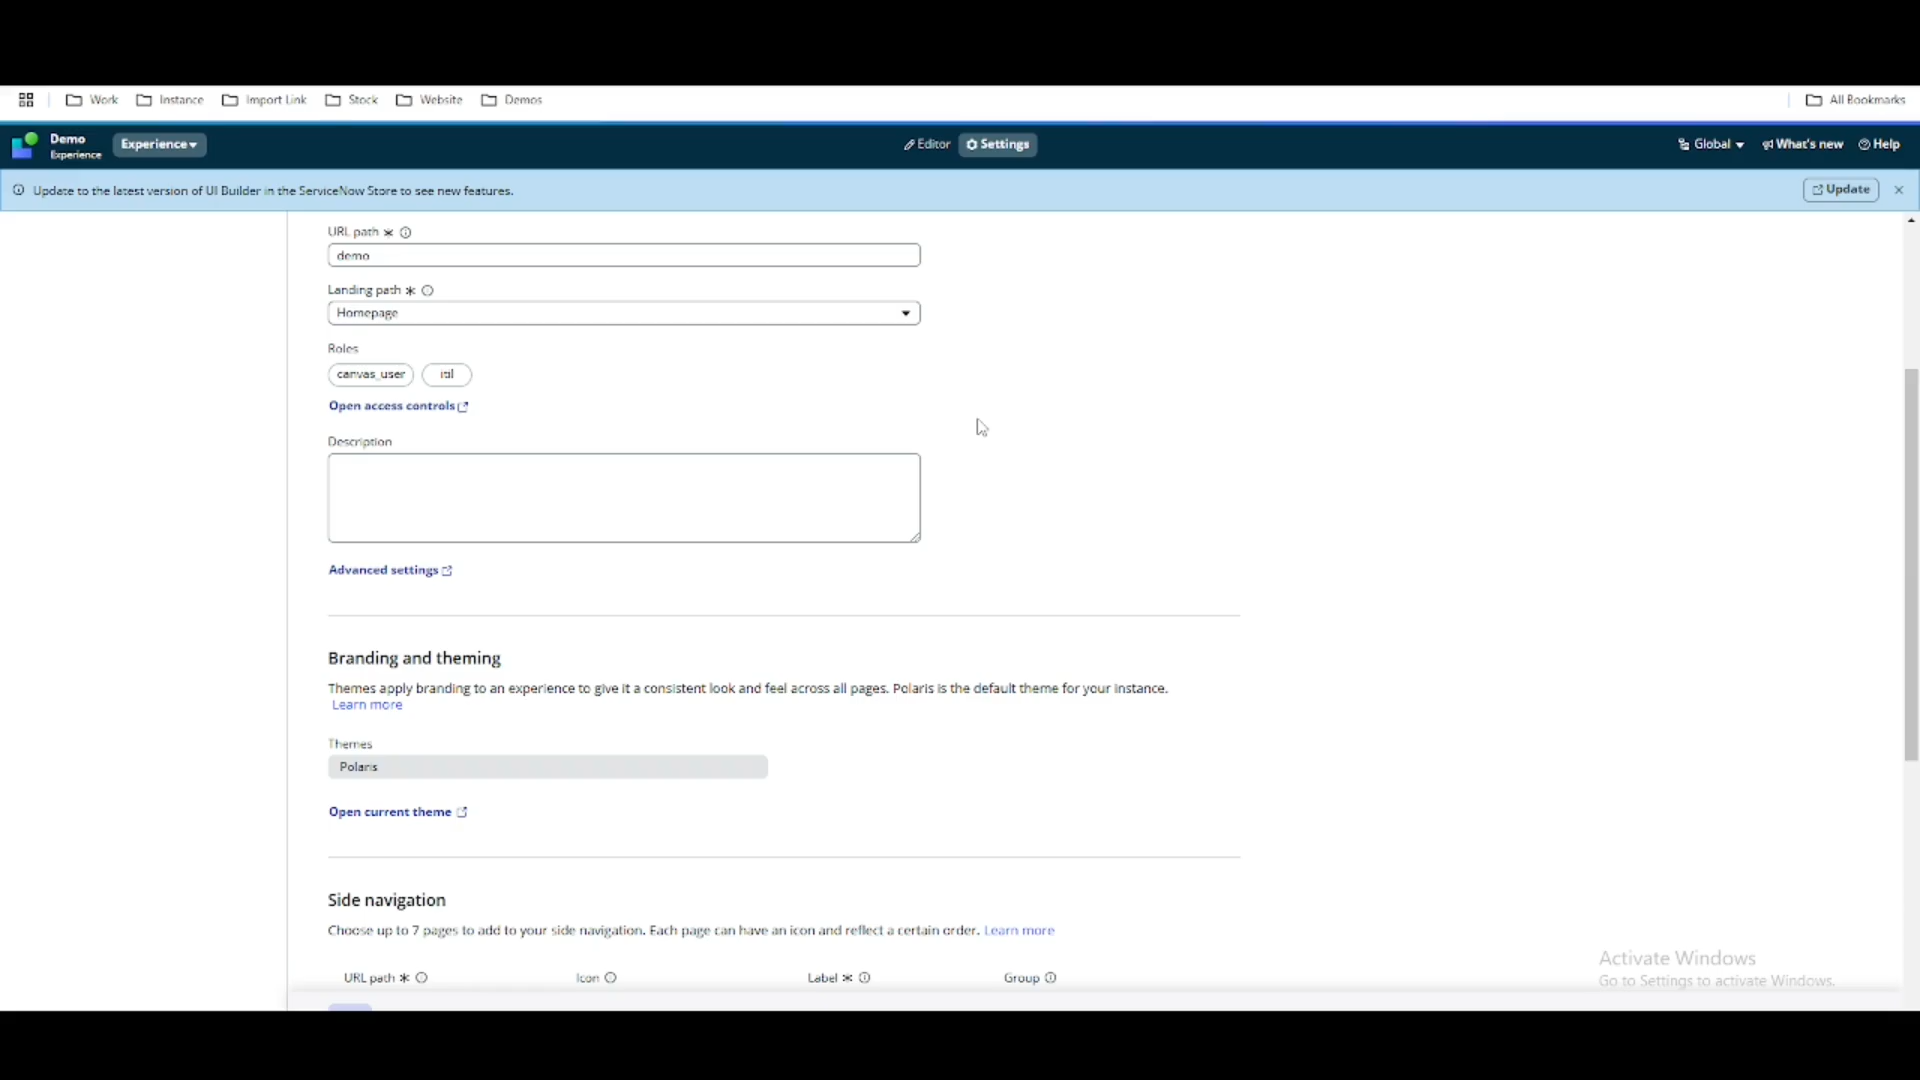 Work Instance Import Link Stock Website Demos All Bookmarks
Demo
Experience
Experience
Editor Settings
Global What's new Help
Update to the latest version of UI Builder in the ServiceNow Store to see new features.
Update
URL path *
demo
Landing path *
Homepage
Roles
canvas_user itil
Open access controls
Description
Advanced settings
Branding and theming
Themes apply branding to an experience to give it a consistent look and feel across all pages. Polaris is the default theme for your instance.
Learn more
Themes
Polaris
Open current theme
Side navigation
Choose up to 7 pages to add to your side navigation. Each page can have an icon and reflect a certain order. Learn more
URL path * Icon Label * Group
Activate Windows
Go to Settings to activate Windows.